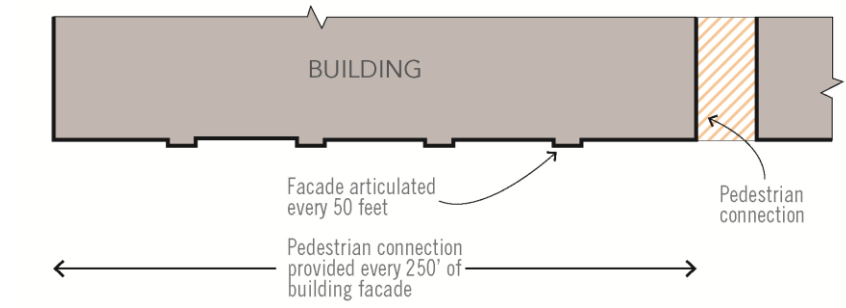 BUILDING
Facade articulated
every 50 feet
Pedestrian
connection
Pedestrian connection
provided every 250' of
building facade